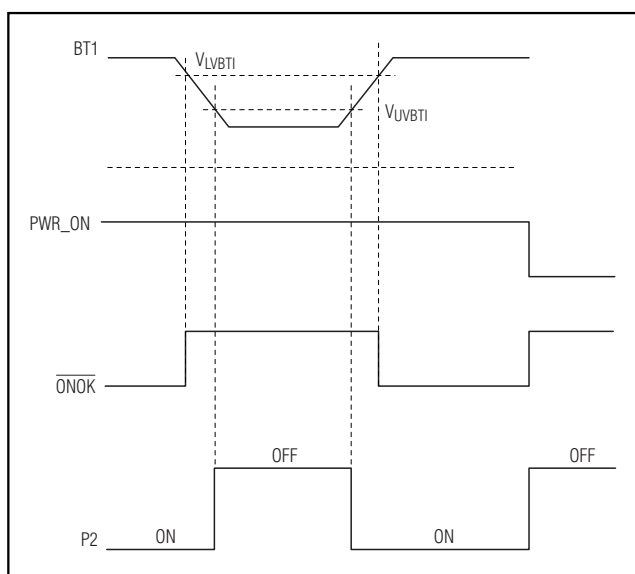 BT1
VLVBTI
VUVBTI
PWR_ON
ONOK
OFF
OFF
P2
ON
ON